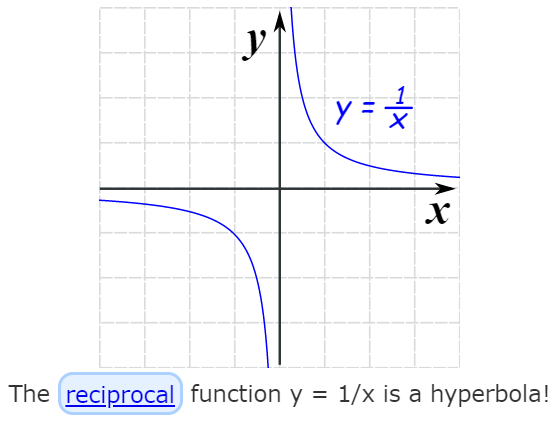 y
y = 1/x
x
The reciprocal function y = 1/x is a hyperbola!